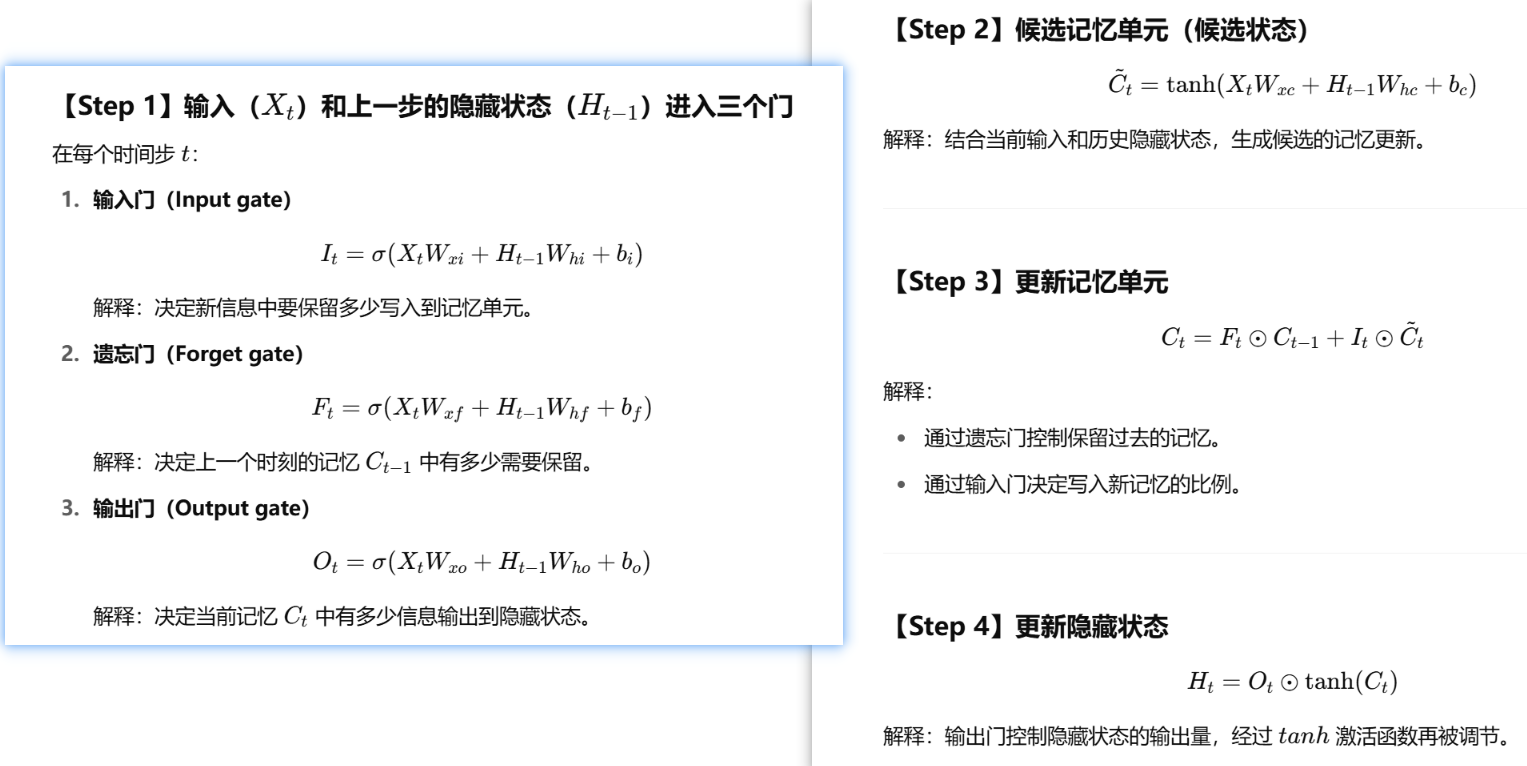 【Step 1】输入（$X_t$）和上一步的隐藏状态（$H_{t-1}$）进入三个门
在每个时间步 $t$：
1. 输入门（Input gate）
$I_t = \sigma(X_t W_{xi} + H_{t-1} W_{hi} + b_i)$
解释：决定新信息中要保留多少写入到记忆单元。
2. 遗忘门（Forget gate）
$F_t = \sigma(X_t W_{xf} + H_{t-1} W_{hf} + b_f)$
解释：决定上一个时刻的记忆 $C_{t-1}$ 中有多少需要保留。
3. 输出门（Output gate）
$O_t = \sigma(X_t W_{xo} + H_{t-1} W_{ho} + b_o)$
解释：决定当前记忆 $C_t$ 中有多少信息输出到隐藏状态。
【Step 2】候选记忆单元（候选状态）
$\tilde{C}_t = \tanh(X_t W_{xc} + H_{t-1} W_{hc} + b_c)$
解释：结合当前输入和历史隐藏状态，生成候选的记忆更新。
【Step 3】更新记忆单元
$C_t = F_t \odot C_{t-1} + I_t \odot \tilde{C}_t$
解释：
• 通过遗忘门控制保留过去的记忆。
• 通过输入门决定写入新记忆的比例。
【Step 4】更新隐藏状态
$H_t = O_t \odot \tanh(C_t)$
解释：输出门控制隐藏状态的输出量，经过 $tanh$ 激活函数再被调节。